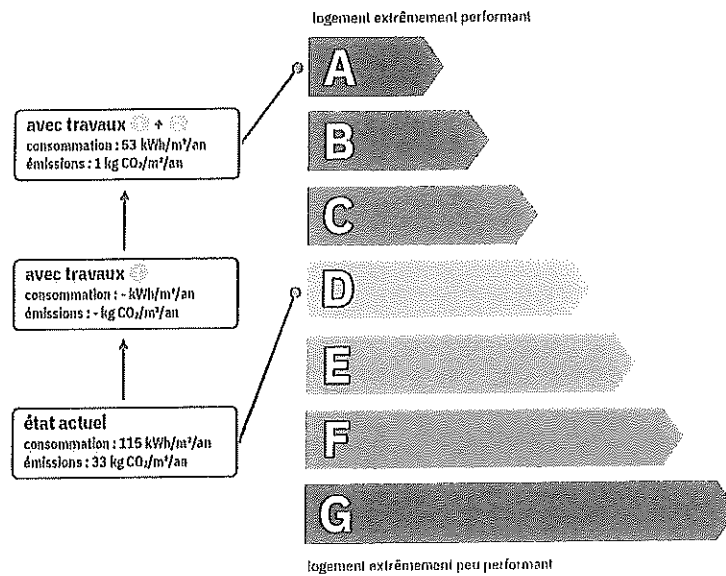 logement extrêmement performant
A
avec travaux +
consommation : 53 kWh/m²/an
émissions : 1 kg CO₂/m²/an
B
C
avec travaux
consommation : - kWh/m²/an
émissions : - kg CO₂/m²/an
D
E
état actuel
consommation : 115 kWh/m²/an
émissions : 33 kg CO₂/m²/an
F
G
logement extrêmement peu performant